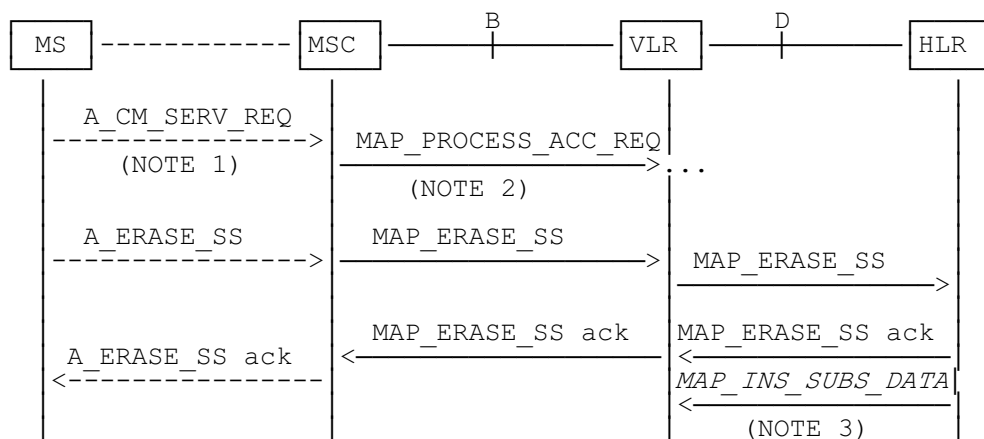 B D
MS MSC VLR HLR
A_CM_SERV_REQ
MAP_PROCESS_ACC_REQ
(NOTE 1) ...
(NOTE 2)
A_ERASE_SS MAP_ERASE_SS
MAP_ERASE_SS
MAP_ERASE_SS ack MAP_ERASE_SS ack
A_ERASE_SS ack
MAP_INS_SUBS_DATA
(NOTE 3)